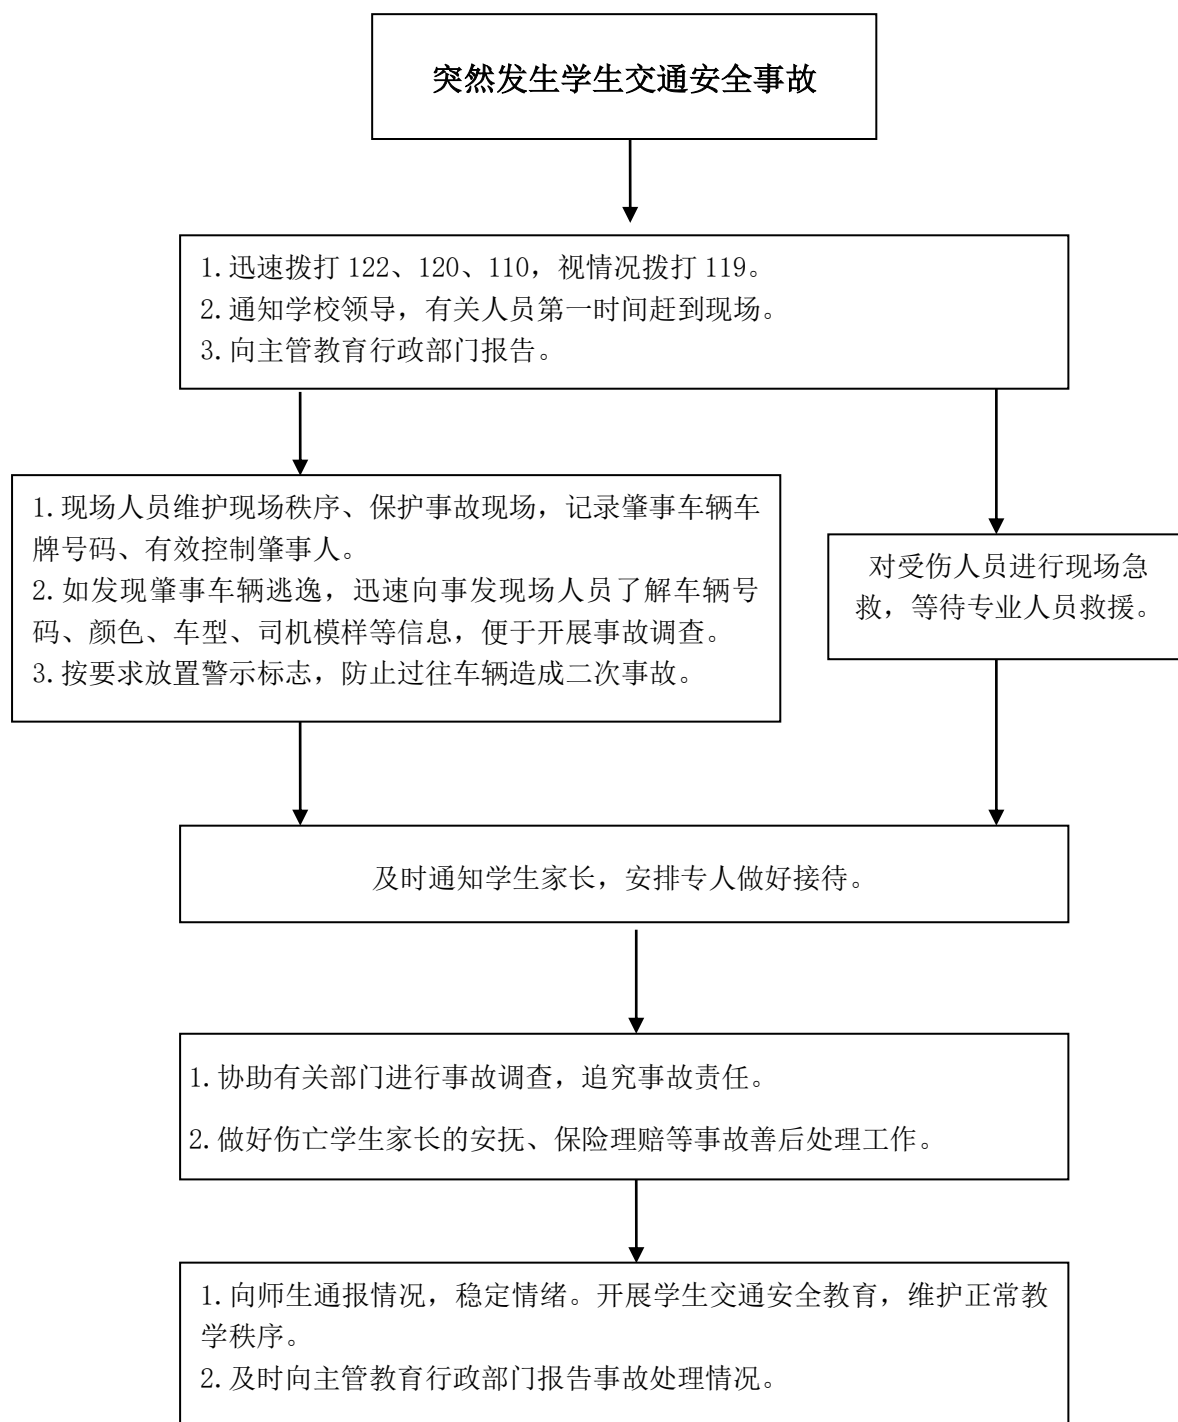 突然发生学生交通安全事故
1.迅速拨打 122、120、110，视情况拨打 119。
2.通知学校领导，有关人员第一时间赶到现场。
3.向主管教育行政部门报告。
1.现场人员维护现场秩序、保护事故现场，记录肇事车辆车
牌号码、有效控制肇事人。
2.如发现肇事车辆逃逸，迅速向事发现场人员了解车辆号
码、颜色、车型、司机模样等信息，便于开展事故调查。
3.按要求放置警示标志，防止过往车辆造成二次事故。
对受伤人员进行现场急
救，等待专业人员救援。
及时通知学生家长，安排专人做好接待。
1.协助有关部门进行事故调查，追究事故责任。
2.做好伤亡学生家长的安抚、保险理赔等事故善后处理工作。
1.向师生通报情况，稳定情绪。开展学生交通安全教育，维护正常教
学秩序。
2.及时向主管教育行政部门报告事故处理情况。